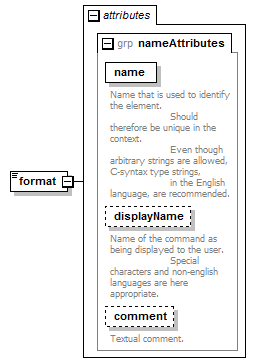 attributes
grp nameAttributes
name
Name that is used to identify
the element.
Should
therefore be unique in the
context.
Even though
arbitrary strings are allowed,
C-syntax type strings,
in the English
language, are recommended.
format
displayName
Name of the command as
being displayed to the user.
Special
characters and non-english
languages are here
appropriate.
comment
Textual comment.